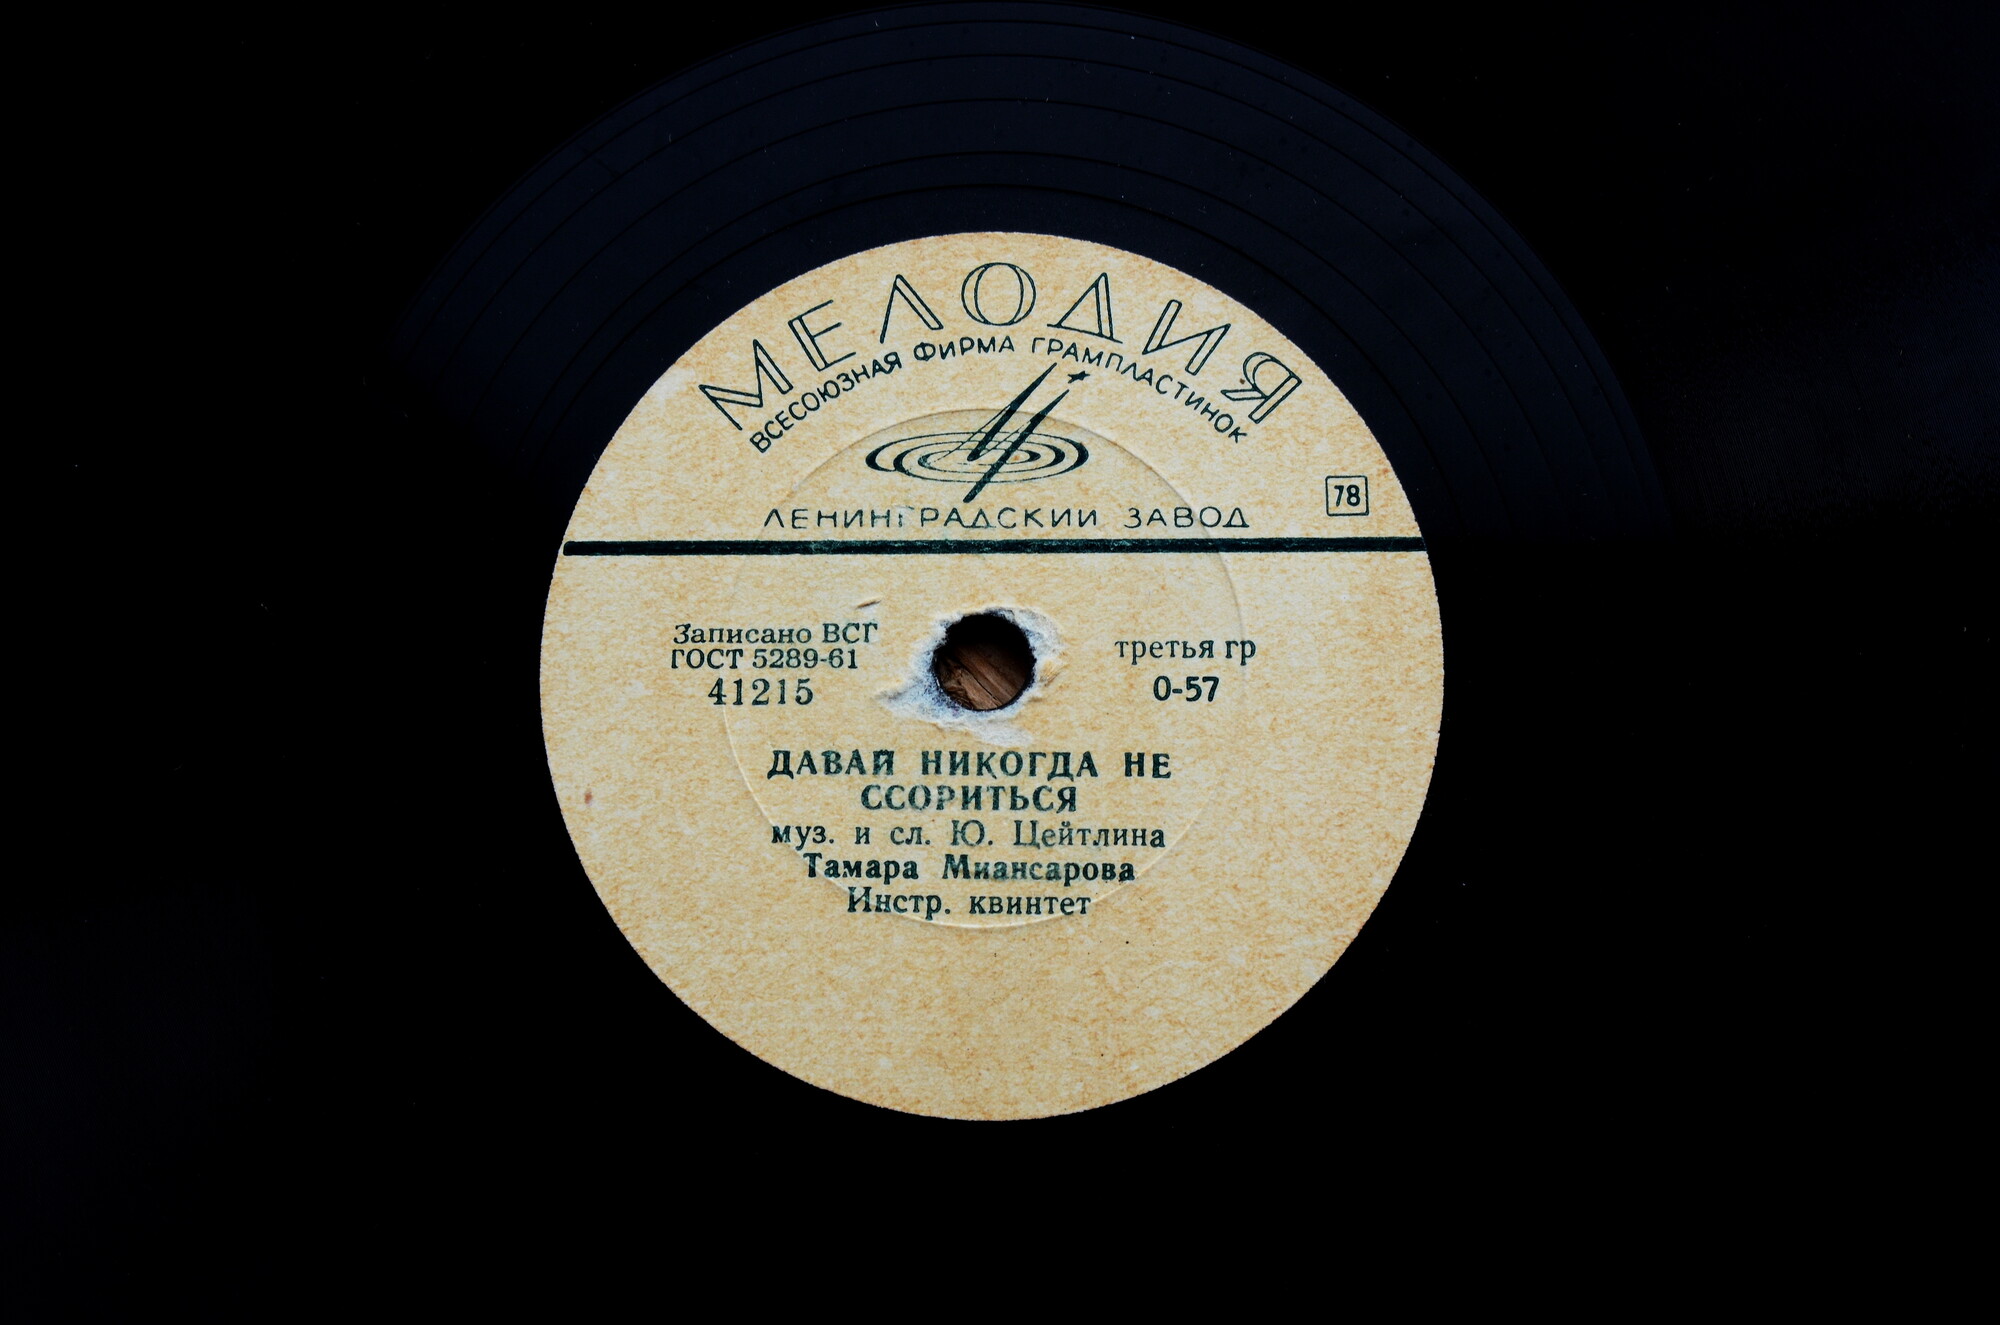 МЕЛОДИЯ
ВСЕСОЮЗНАЯ ФИРМА ГРАМПЛАСТИНОК
ЛЕНИНГРАДСКИЙ ЗАВОД
78
Записано ВСГ
ГОСТ 5289-61
41215
третья гр
0-57
ДАВАЙ НИКОГДА НЕ
ССОРИТЬСЯ
муз. и сл. Ю. Цейтлина
Тамара Миансарова
Инстр. квинтет